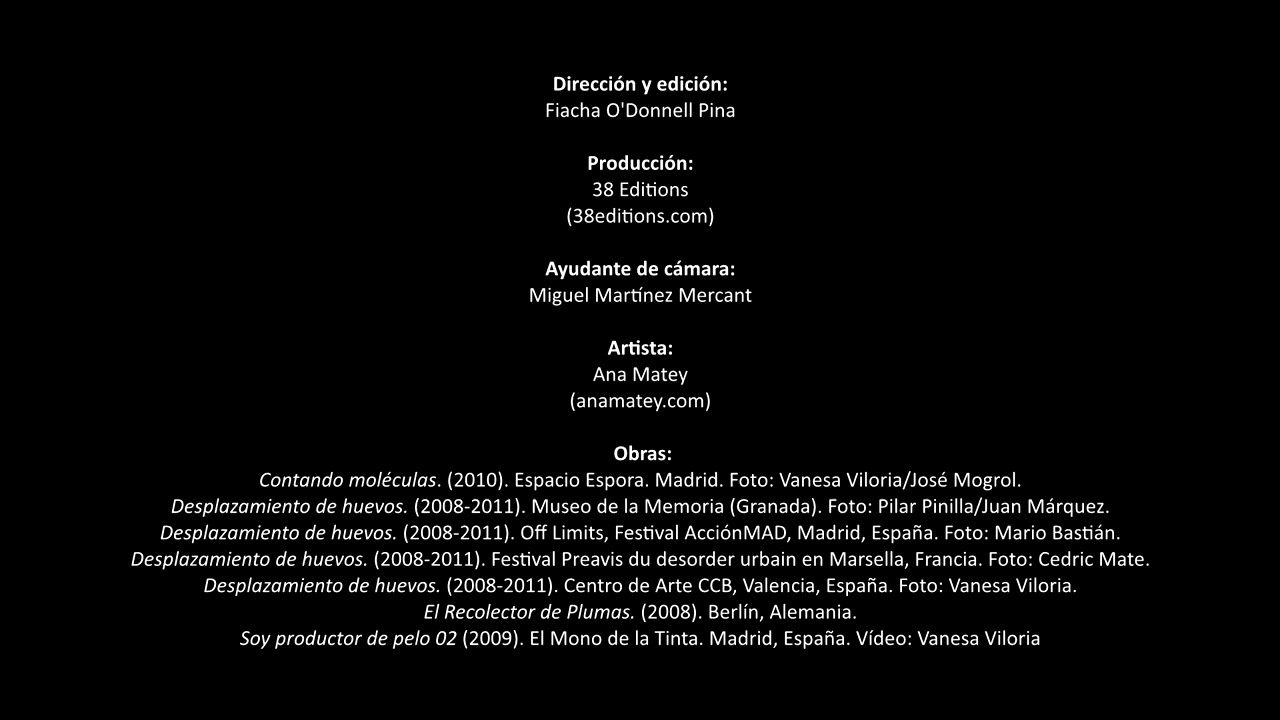 Dirección y edición:
Fiacha O'Donnell Pina
Producción:
38 Editions
(38editions.com)
Ayudante de cámara:
Miguel Martínez Mercant
Artista:
Ana Matey
(anamatey.com)
Obras:
Contando moléculas. (2010). Espacio Espora. Madrid. Foto: Vanesa Viloria/José Mogrol.
Desplazamiento de huevos. (2008-2011). Museo de la Memoria (Granada). Foto: Pilar Pinilla/Juan Márquez.
Desplazamiento de huevos. (2008-2011). Off Limits, Festival AcciónMAD, Madrid, España. Foto: Mario Bastián.
Desplazamiento de huevos. (2008-2011). Festival Preavis du desorder urbain en Marsella, Francia. Foto: Cedric Mate.
Desplazamiento de huevos. (2008-2011). Centro de Arte CCB, Valencia, España. Foto: Vanesa Viloria.
El Recolector de Plumas. (2008). Berlín, Alemania.
Soy productor de pelo 02 (2009). El Mono de la Tinta. Madrid, España. Vídeo: Vanesa Viloria